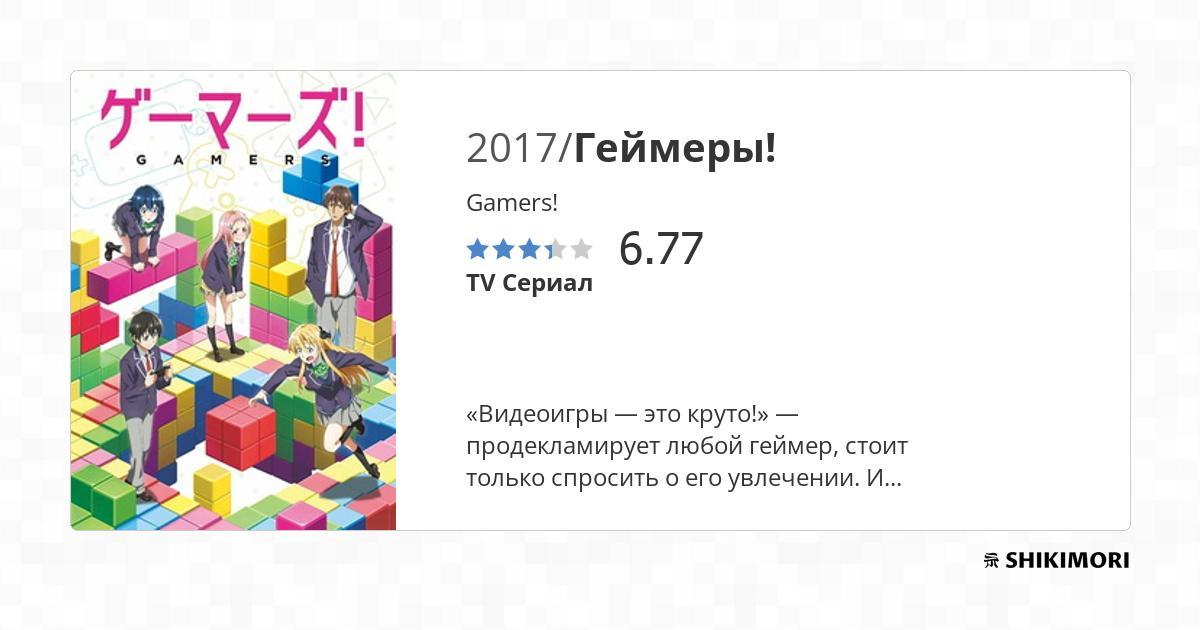 ゲーマーズ!
GAMERS
2017/Геймеры!
Gamers!
6.77
TV Сериал
«Видеоигры — это круто!» —
продекламирует любой геймер, стоит
только спросить о его увлечении. И...
SHIKIMORI